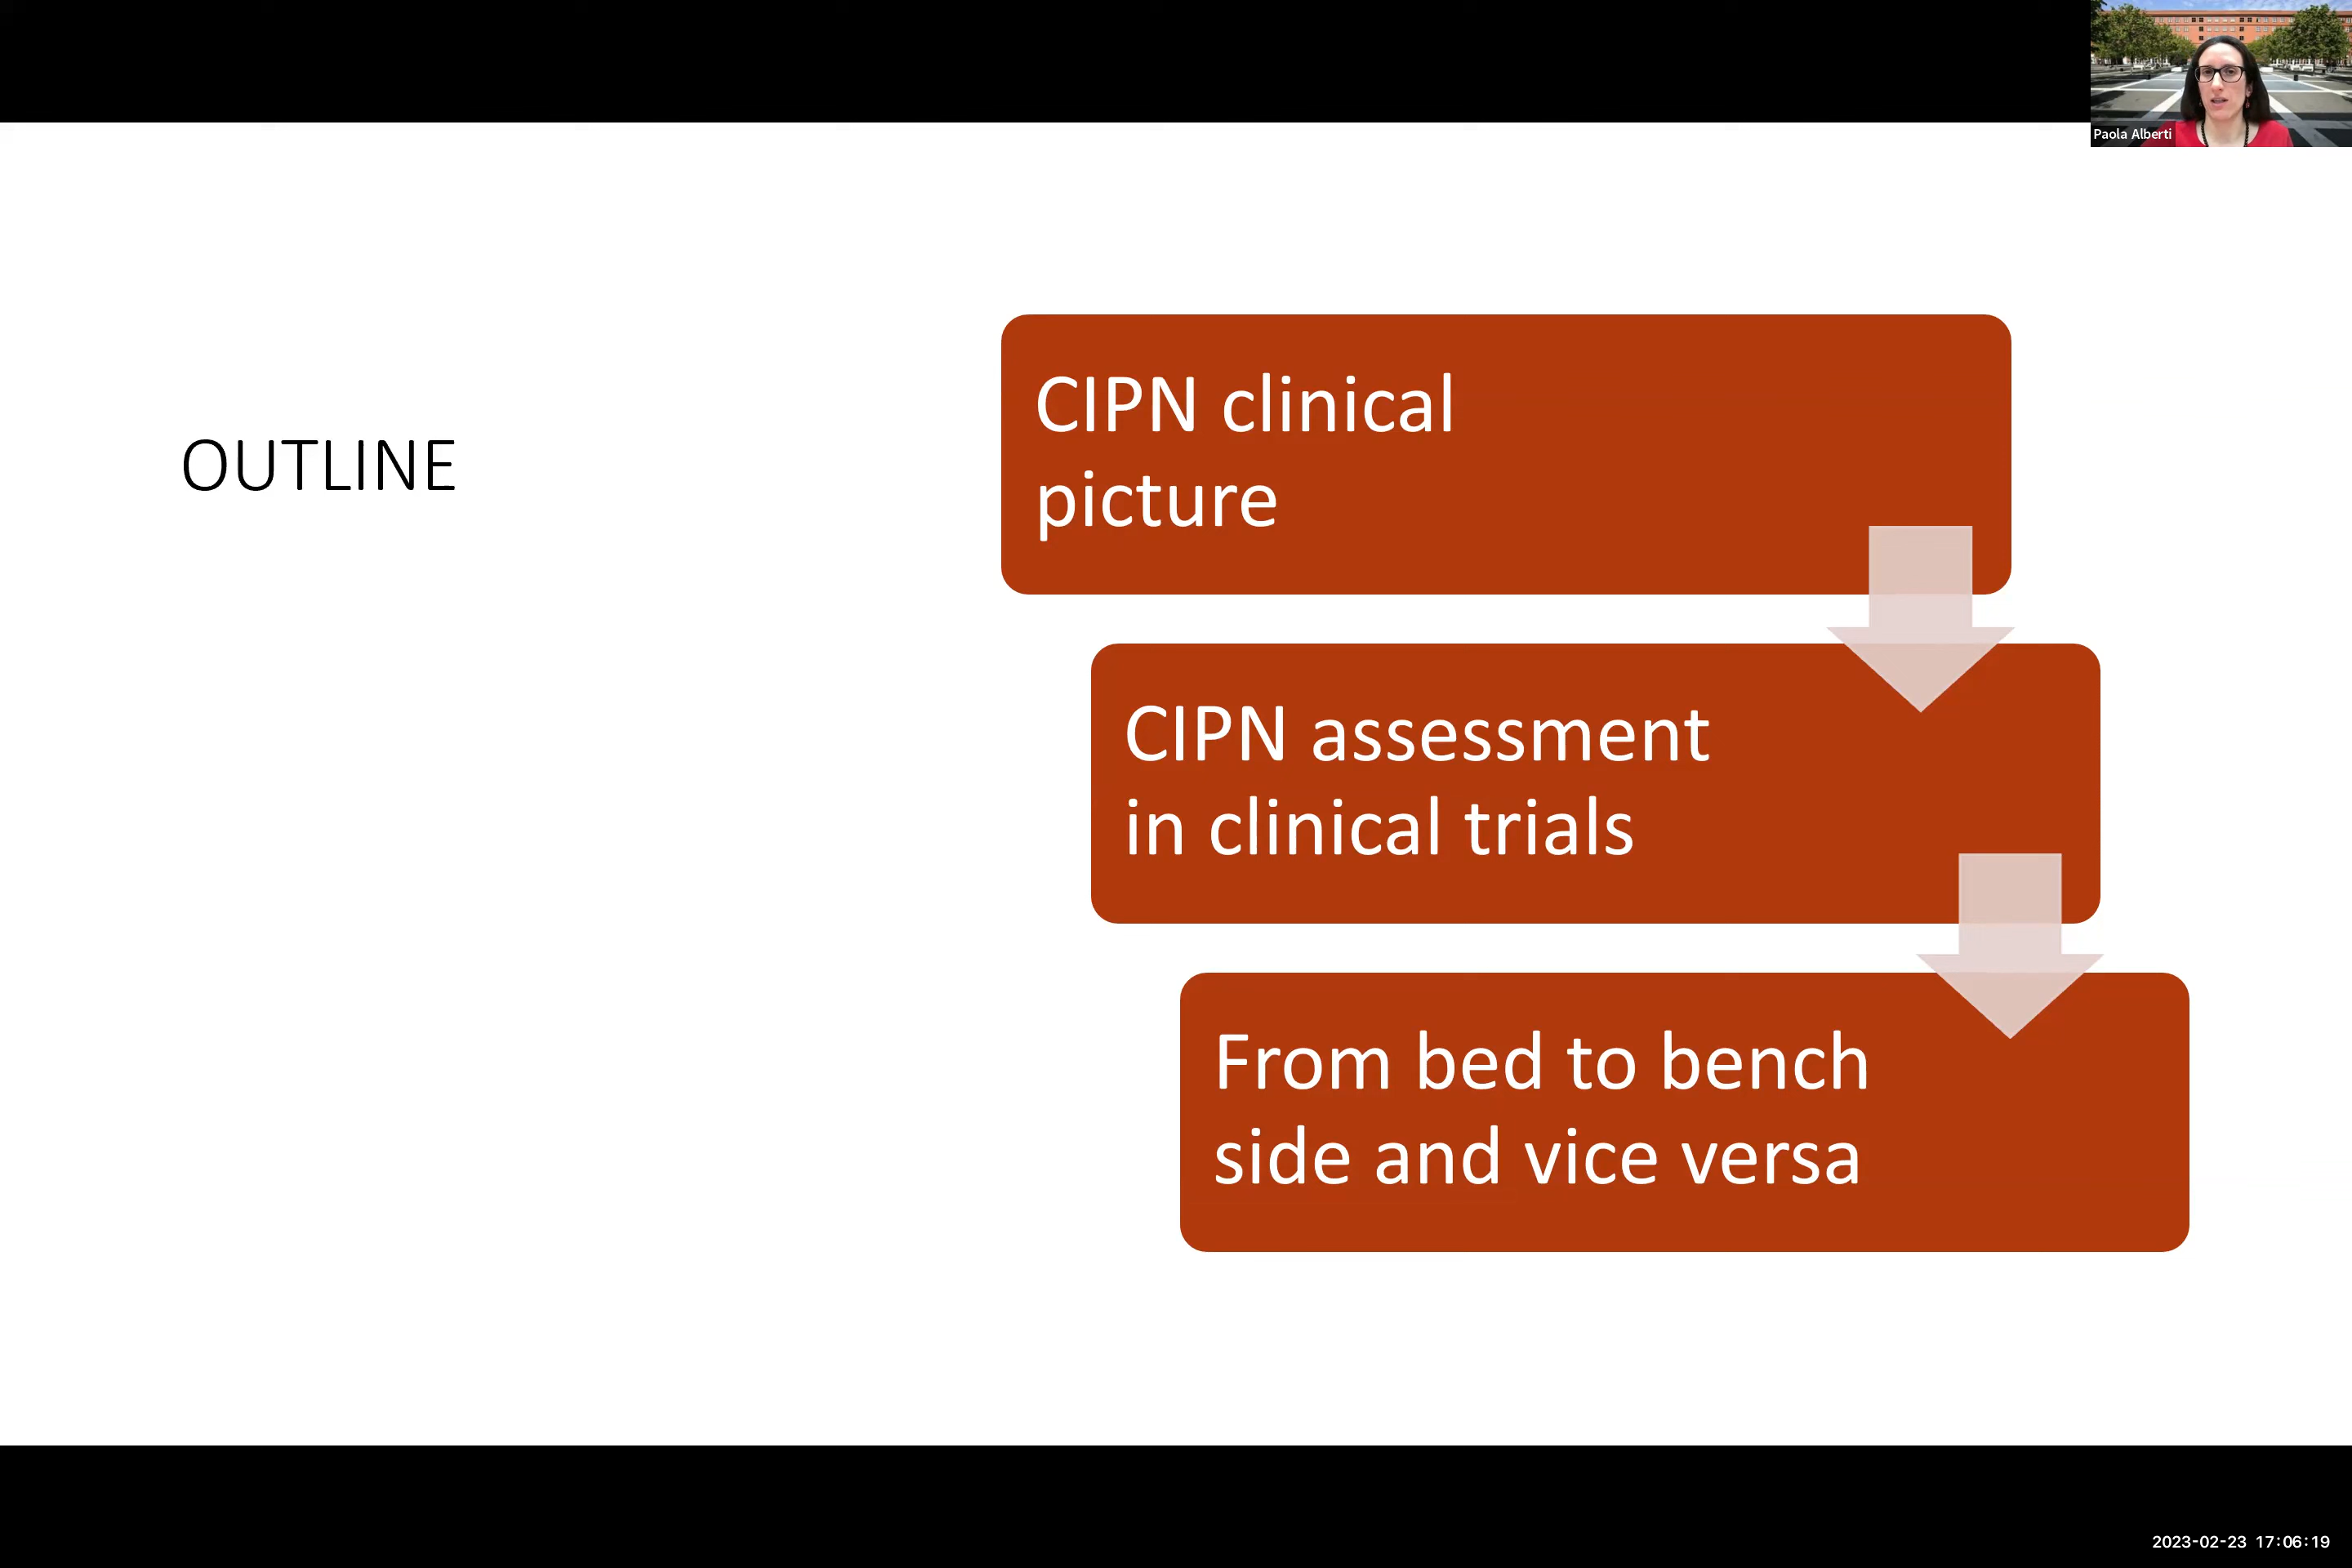 Paola Alberti
OUTLINE
CIPN clinical
picture
CIPN assessment
in clinical trials
From bed to bench
side and vice versa
2023-02-23 17:06:19